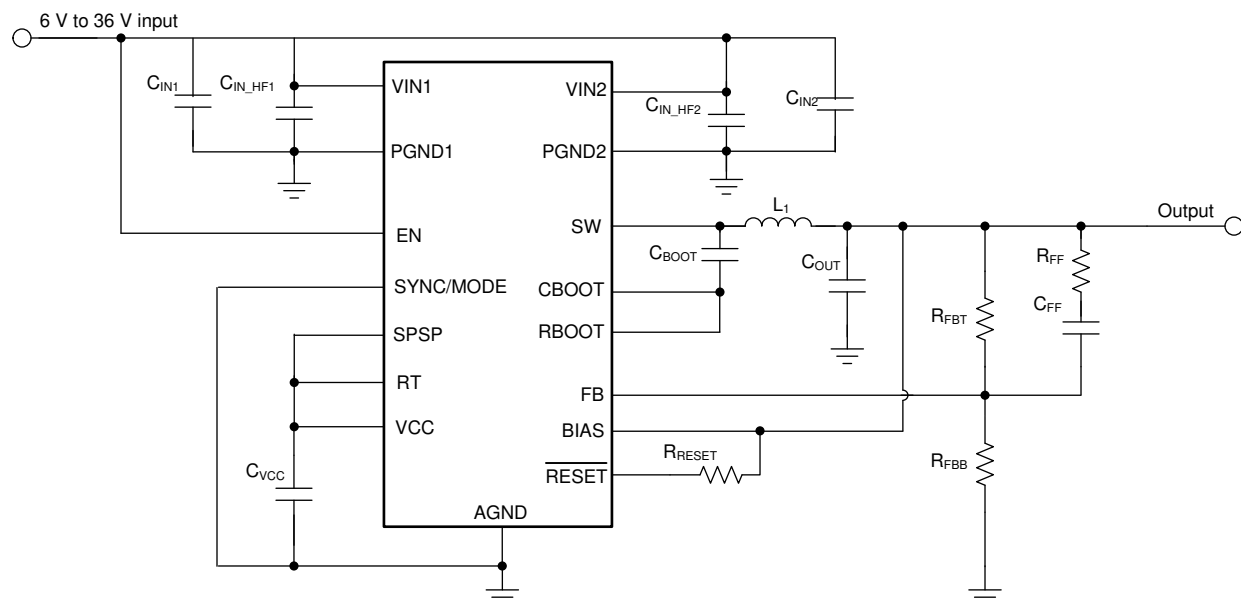 6 V to 36 V input
CIN1
CIN_HF1
VIN1
VIN2
CIN_HF2
CIN2
PGND1
PGND2
EN
SW
L1
Output
CBOOT
COUT
RFF
SYNC/MODE
CBOOT
CFF
SPSP
RBOOT
RFBT
RT
FB
VCC
BIAS
RRESET
RESET
RFBB
CVCC
AGND